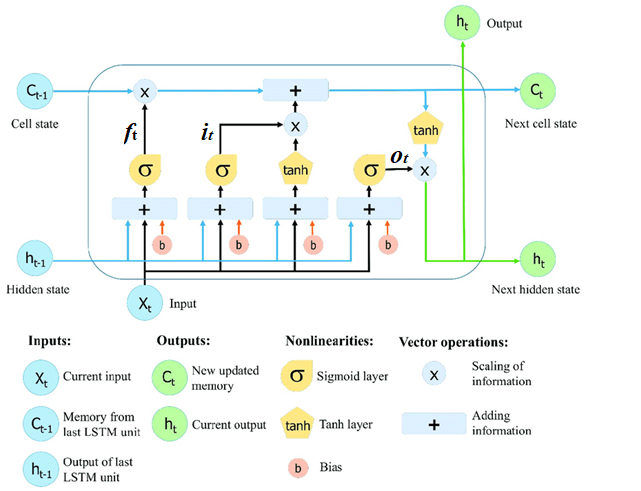 hₜ Output
Cₜ₋₁ x + Cₜ
Cell state Next cell state
fₜ iₜ x tanh
σ σ tanh σ oₜ x
+ + + +
b b b b
hₜ₋₁ hₜ
Hidden state Next hidden state
Xₜ Input
Inputs: Outputs: Nonlinearities: Vector operations:
Xₜ Current input
Cₜ₋₁ Memory from
last LSTM unit
hₜ₋₁ Output of last
LSTM unit
Cₜ New updated
memory
hₜ Current output
σ Sigmoid layer
tanh Tanh layer
b Bias
x Scaling of
information
+ Adding
information